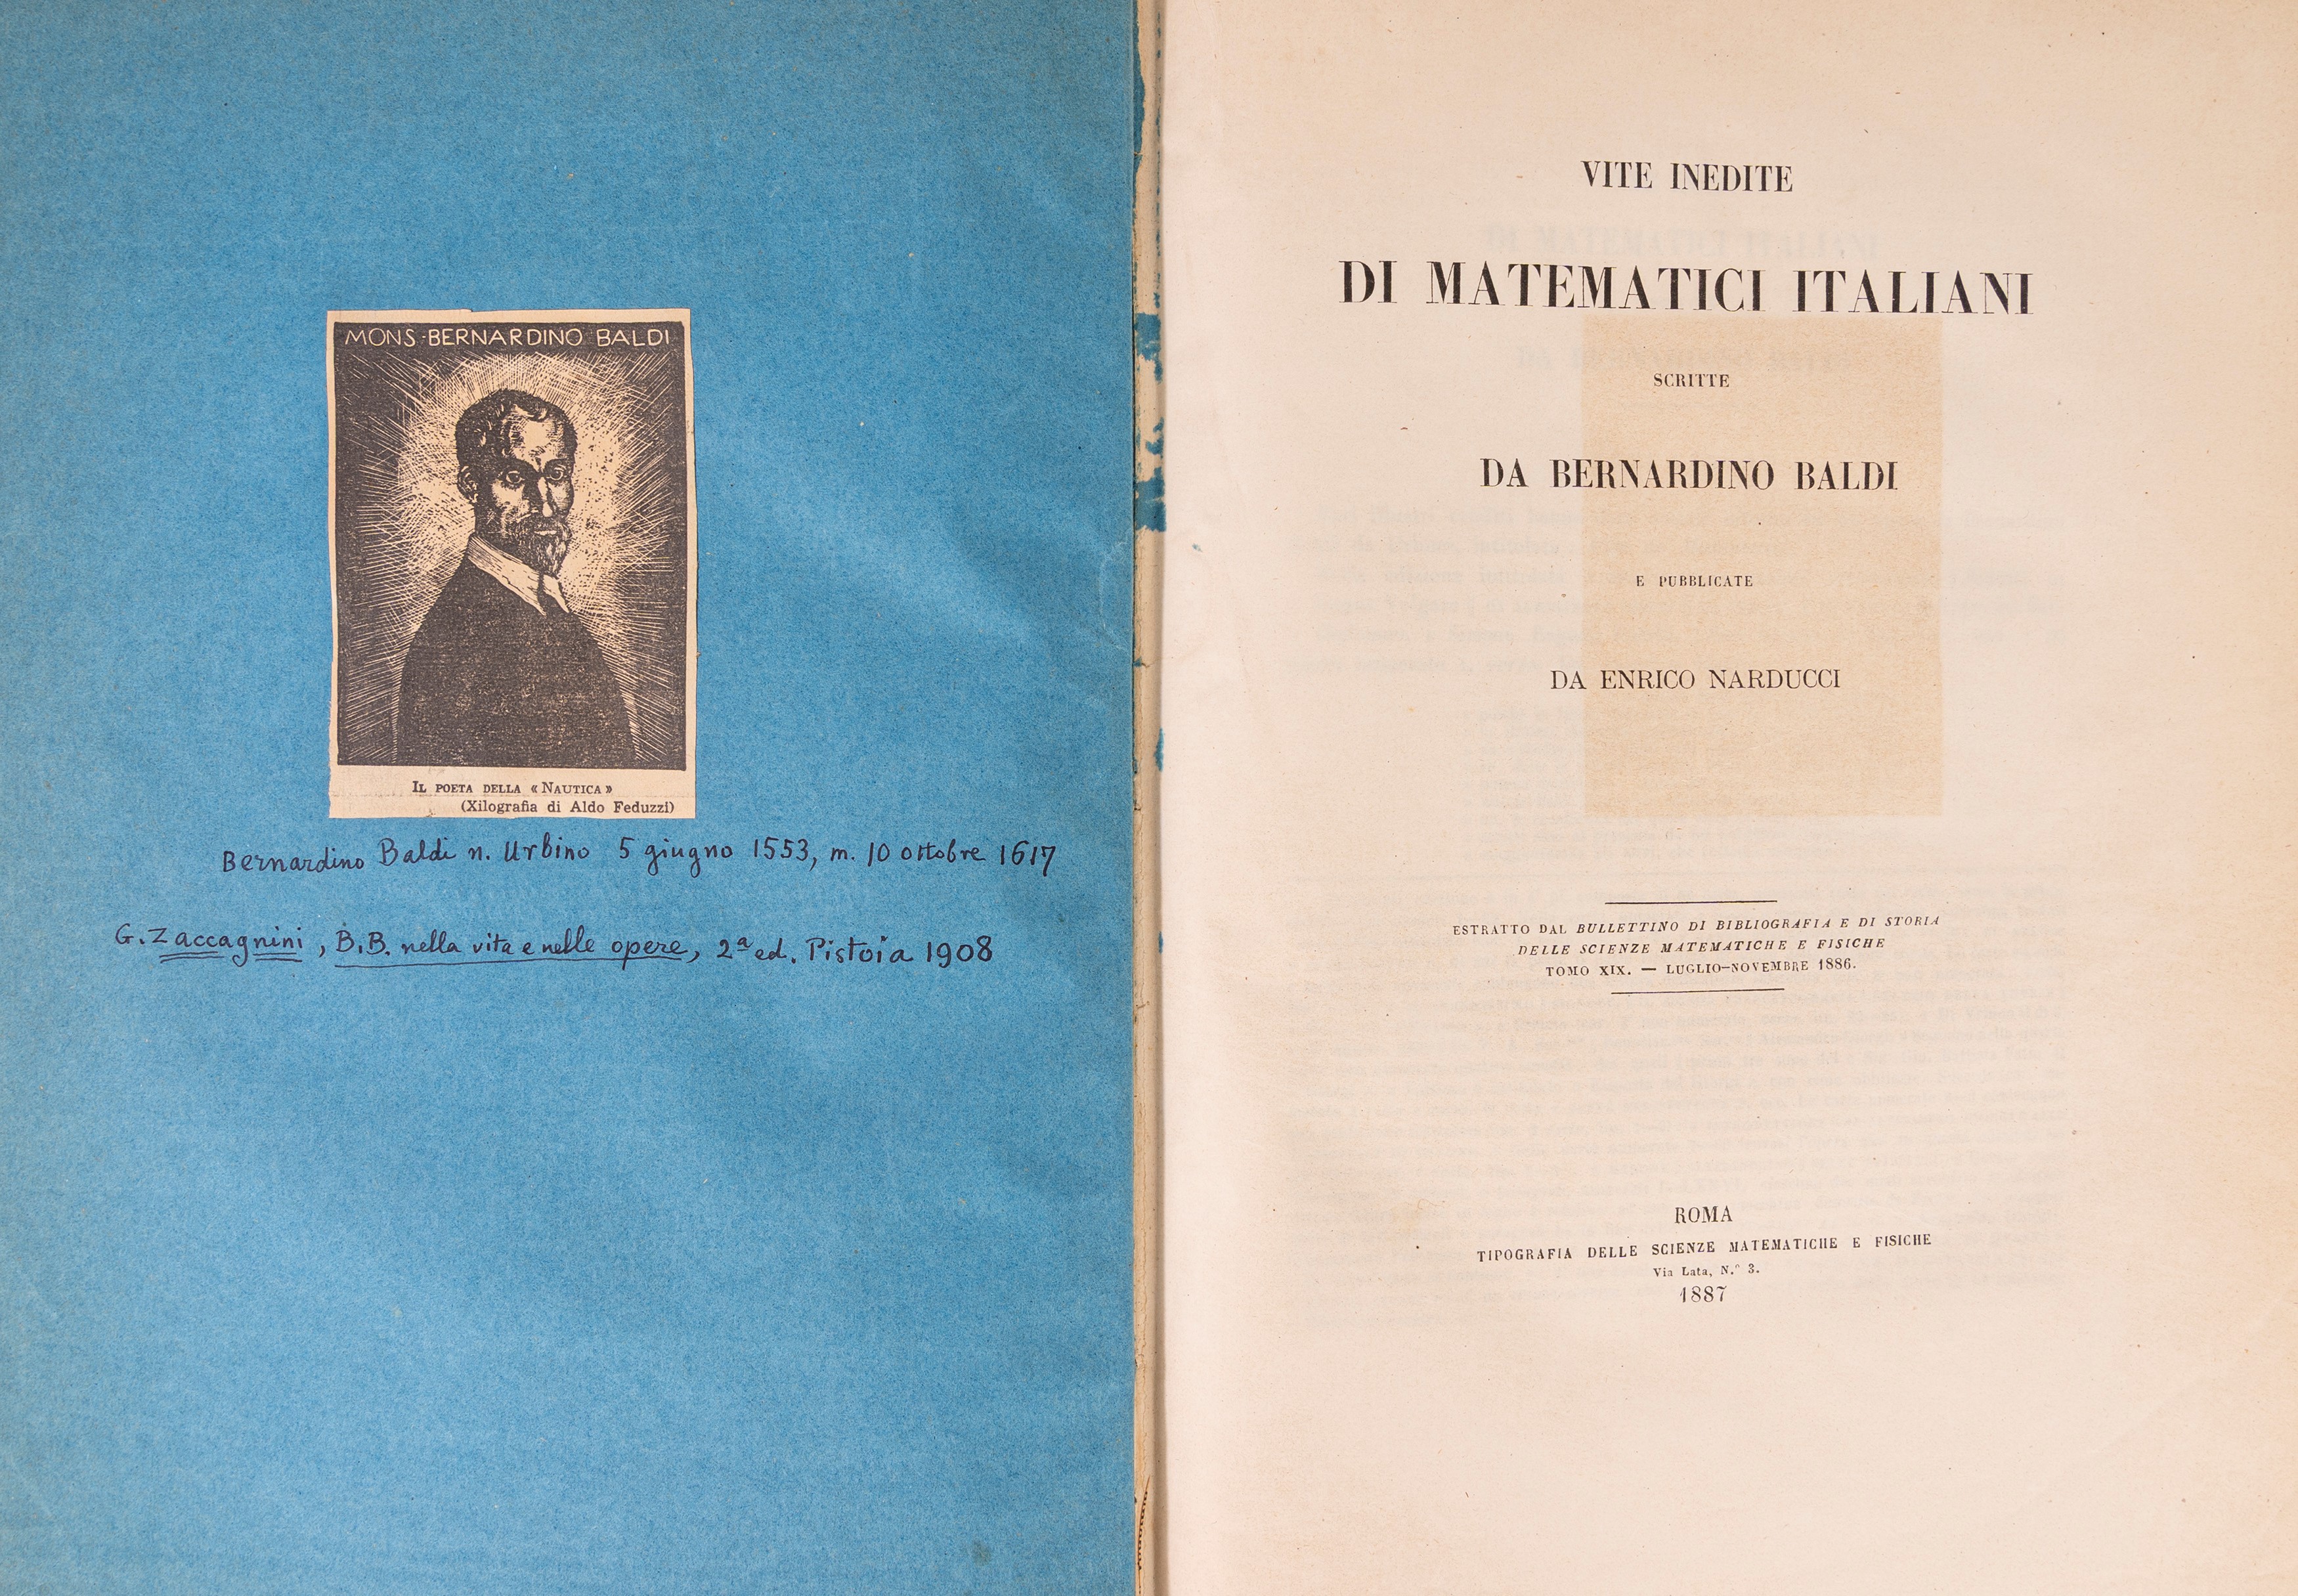 MONS·BERNARDINO BALDI
IL POETA DELLA « NAUTICA »
(Xilografia di Aldo Feduzzi)
Bernardino Baldi n. Urbino 5 giugno 1553, m. 10 ottobre 1617
G. Zaccagnini, B.B. nella vita e nelle opere, 2ª ed. Pistoia 1908
VITE INEDITE
DI MATEMATICI ITALIANI
SCRITTE
DA BERNARDINO BALDI
E PUBBLICATE
DA ENRICO NARDUCCI
ESTRATTO DAL BULLETTINO DI BIBLIOGRAFIA E DI STORIA
DELLE SCIENZE MATEMATICHE E FISICHE
TOMO XIX. — LUGLIO–NOVEMBRE 1886.
ROMA
TIPOGRAFIA DELLE SCIENZE MATEMATICHE E FISICHE
Via Lata, N.° 3.
1887